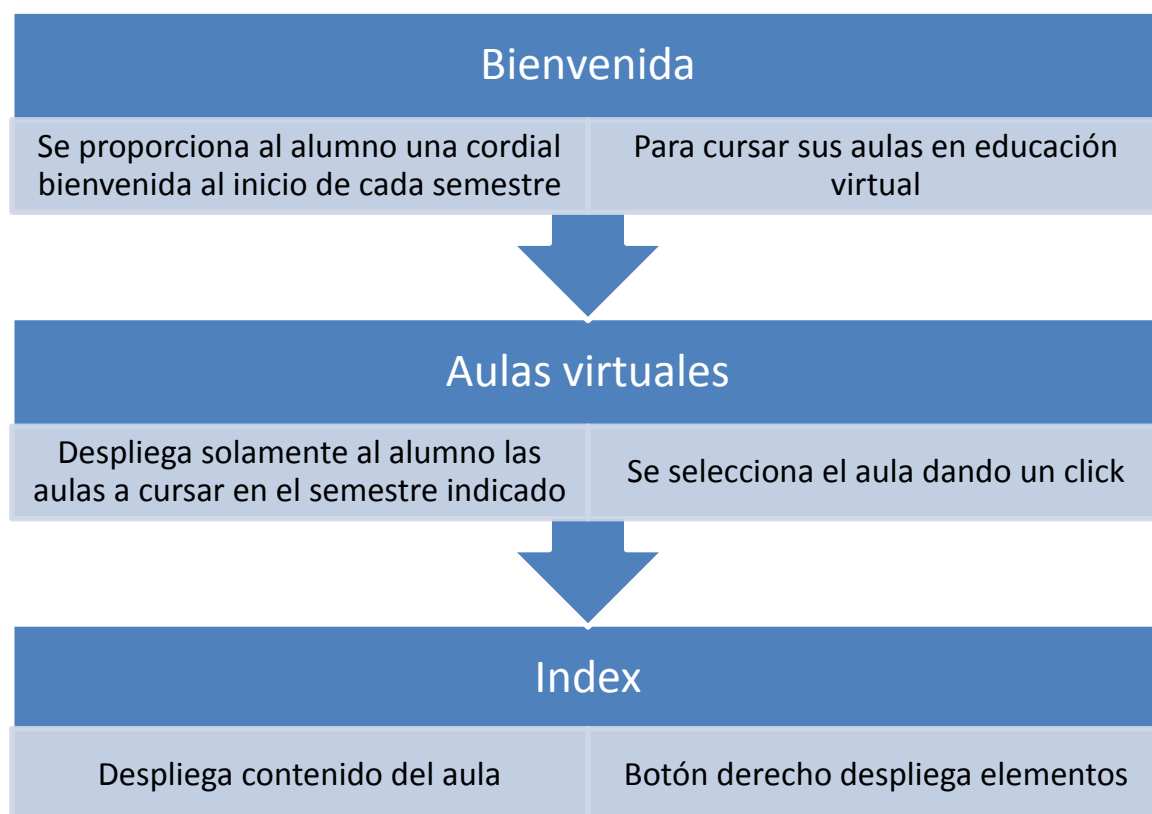 Bienvenida
Se proporciona al alumno una cordial
bienvenida al inicio de cada semestre
Para cursar sus aulas en educación
virtual
Aulas virtuales
Despliega solamente al alumno las
aulas a cursar en el semestre indicado
Se selecciona el aula dando un click
Index
Despliega contenido del aula
Botón derecho despliega elementos